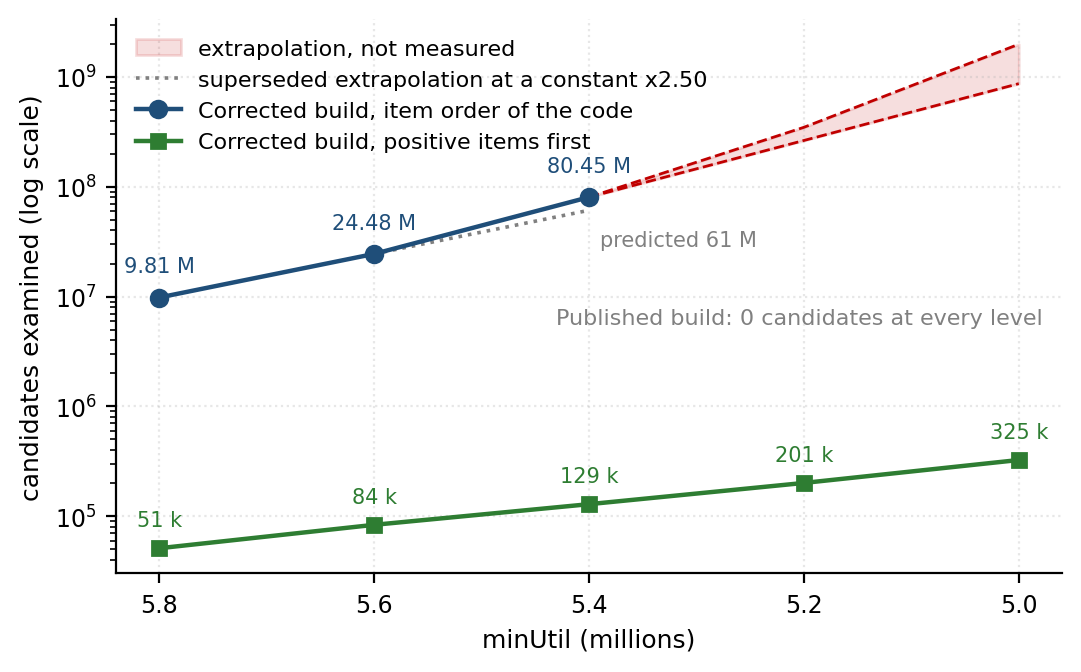 extrapolation, not measured
superseded extrapolation at a constant x2.50
Corrected build, item order of the code
Corrected build, positive items first
80.45 M
24.48 M
9.81 M
predicted 61 M
Published build: 0 candidates at every level
325 k
201 k
129 k
84 k
51 k
10⁹
10⁸
10⁷
10⁶
10⁵
candidates examined (log scale)
5.8 5.6 5.4 5.2 5.0
minUtil (millions)